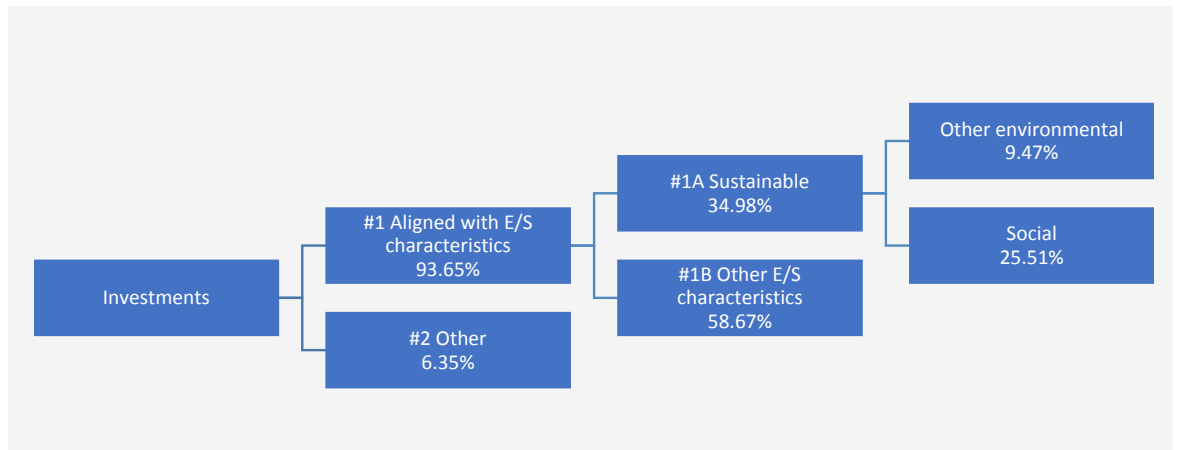 Investments
#1 Aligned with E/S
characteristics
93.65%
#2 Other
6.35%
#1A Sustainable
34.98%
#1B Other E/S
characteristics
58.67%
Other environmental
9.47%
Social
25.51%